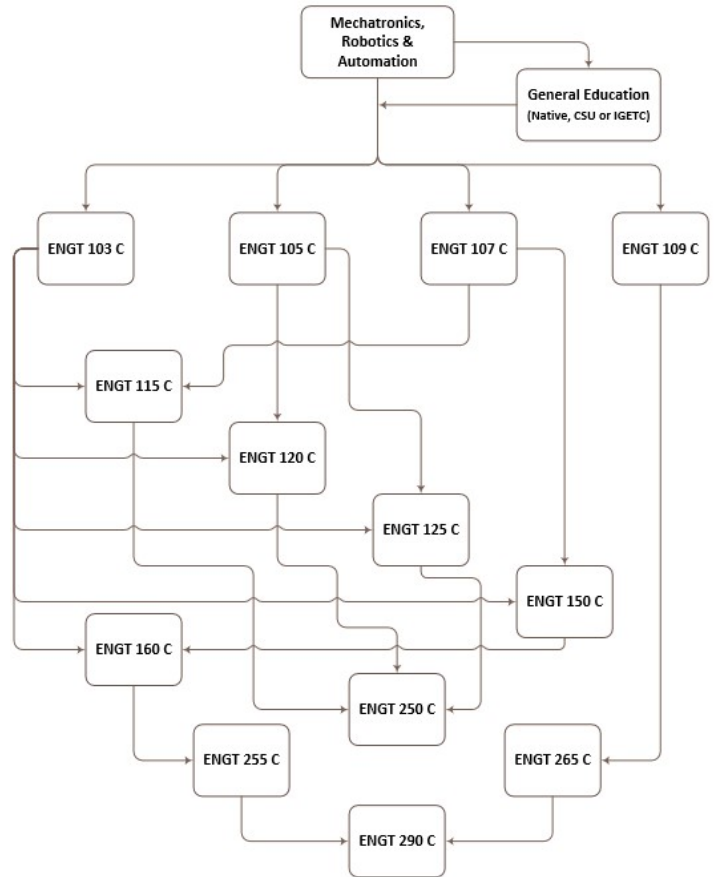 Mechatronics,
Robotics &
Automation
General Education
(Native, CSU or IGETC)
ENGT 103 C
ENGT 105 C
ENGT 107 C
ENGT 109 C
ENGT 115 C
ENGT 120 C
ENGT 125 C
ENGT 150 C
ENGT 160 C
ENGT 250 C
ENGT 255 C
ENGT 265 C
ENGT 290 C